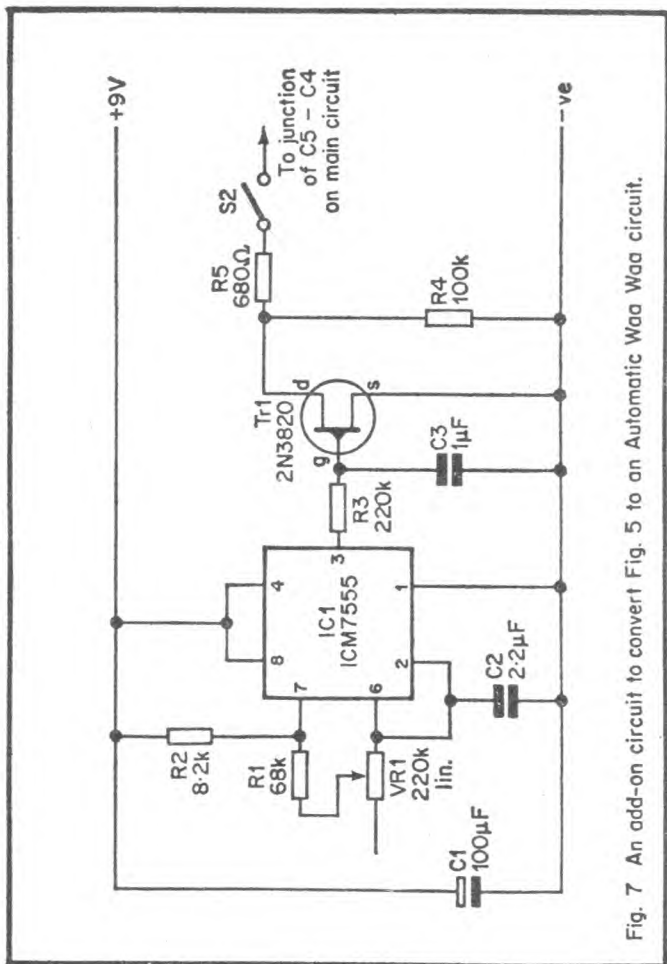 +9V
S2
To junction
of C5 - C4
on main circuit
R5
680Ω
R4
100k
Tr1
2N3820
d
s
g
C3
1µF
R3
220k
3
4
8
IC1
ICM7555
1
2
7
6
R2
8·2k
R1
68k
VR1
220k
lin.
C2
2·2µF
C1
100µF
-ve
Fig. 7 An add-on circuit to convert Fig. 5 to an Automatic Waa Waa circuit.